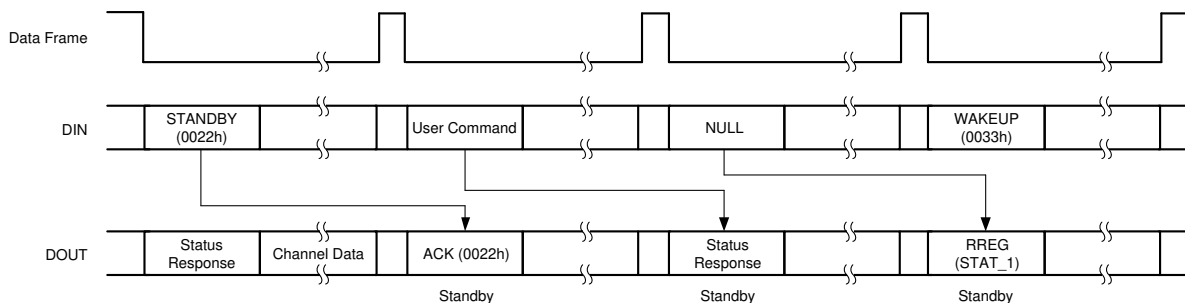 Data Frame
DIN
STANDBY
(0022h)
User Command
NULL
WAKEUP
(0033h)
DOUT
Status
Response
Channel Data
ACK (0022h)
Status
Response
RREG
(STAT_1)
Standby
Standby
Standby